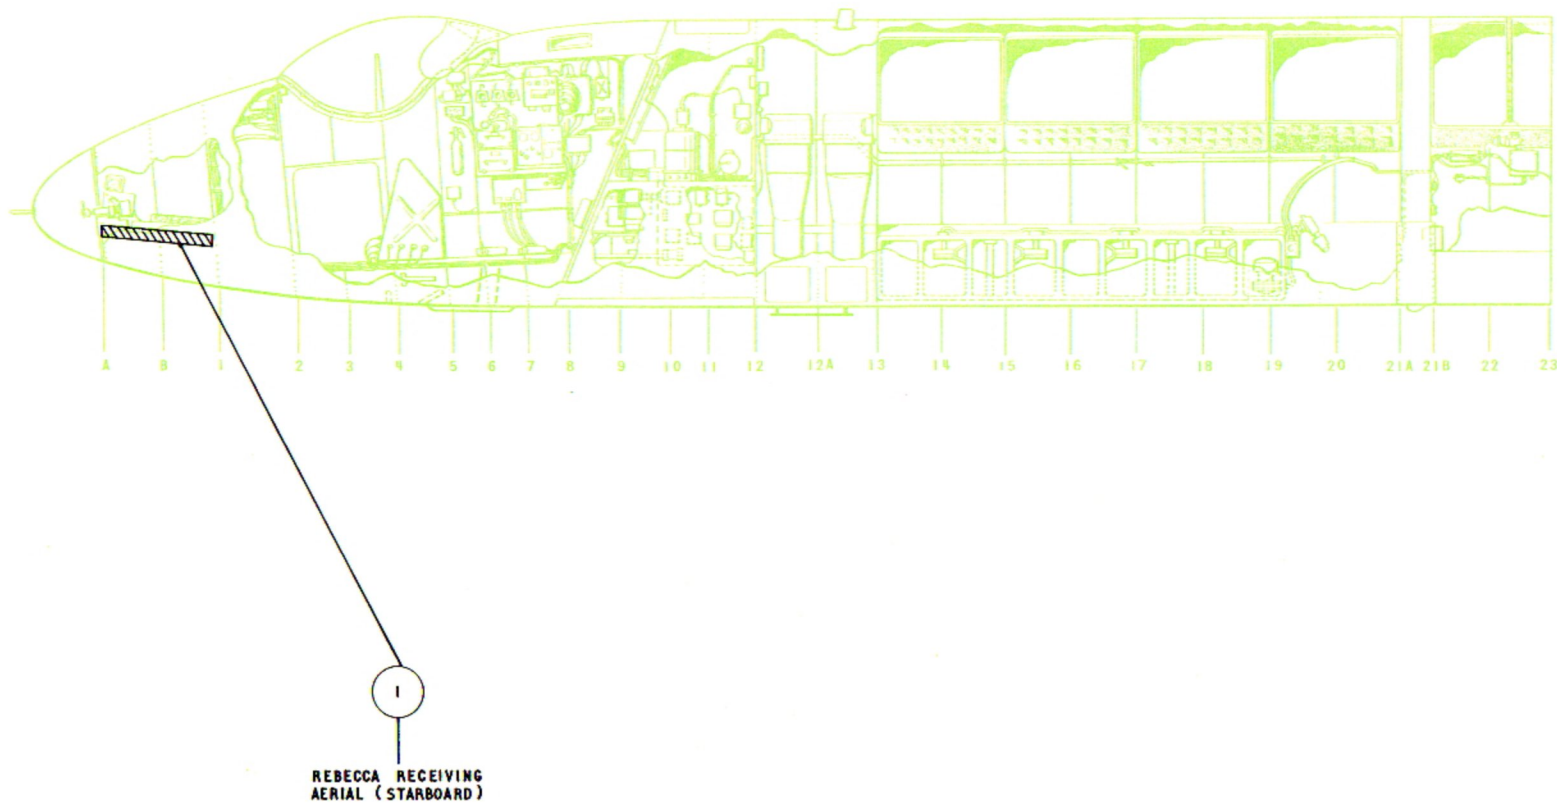 A B 1 2 3 4 5 6 7 8 9 10 11 12 12A 13 14 15 16 17 18 19 20 21A 21B 22 23
1
REBECCA RECEIVING
AERIAL (STARBOARD)